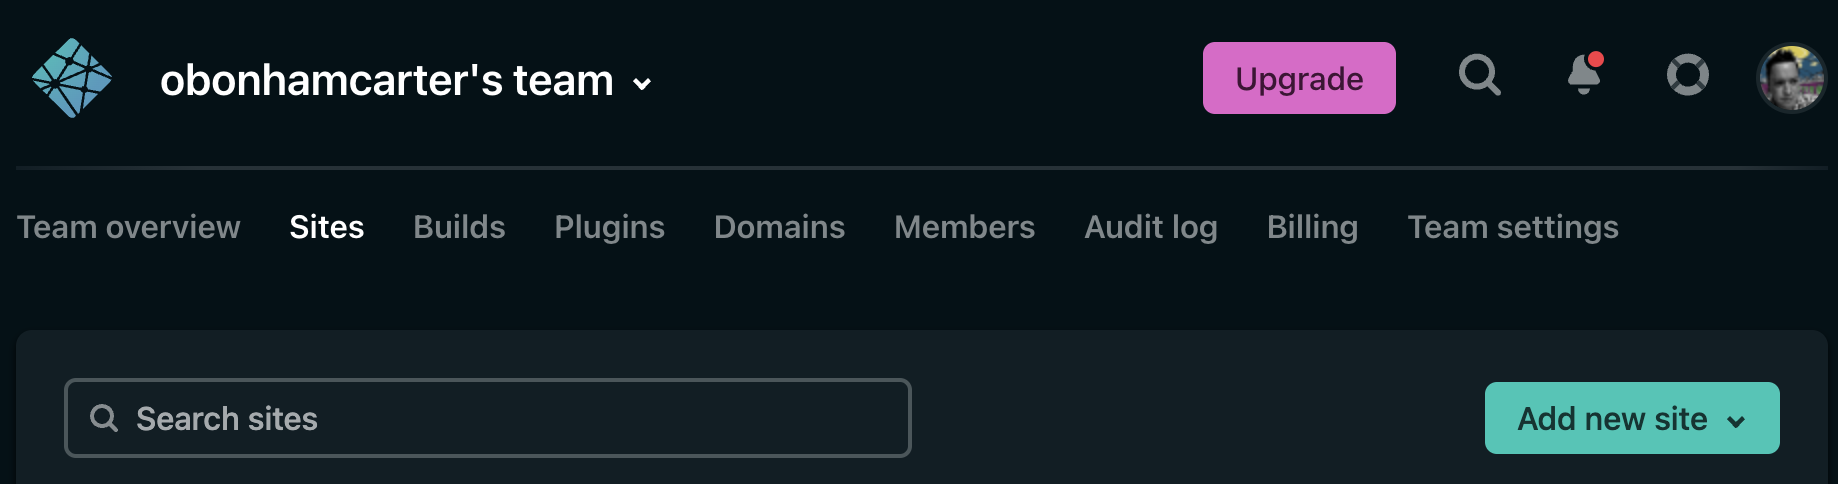 obonhamcarter's team
Upgrade
Team overview Sites Builds Plugins Domains Members Audit log Billing Team settings
Search sites
Add new site